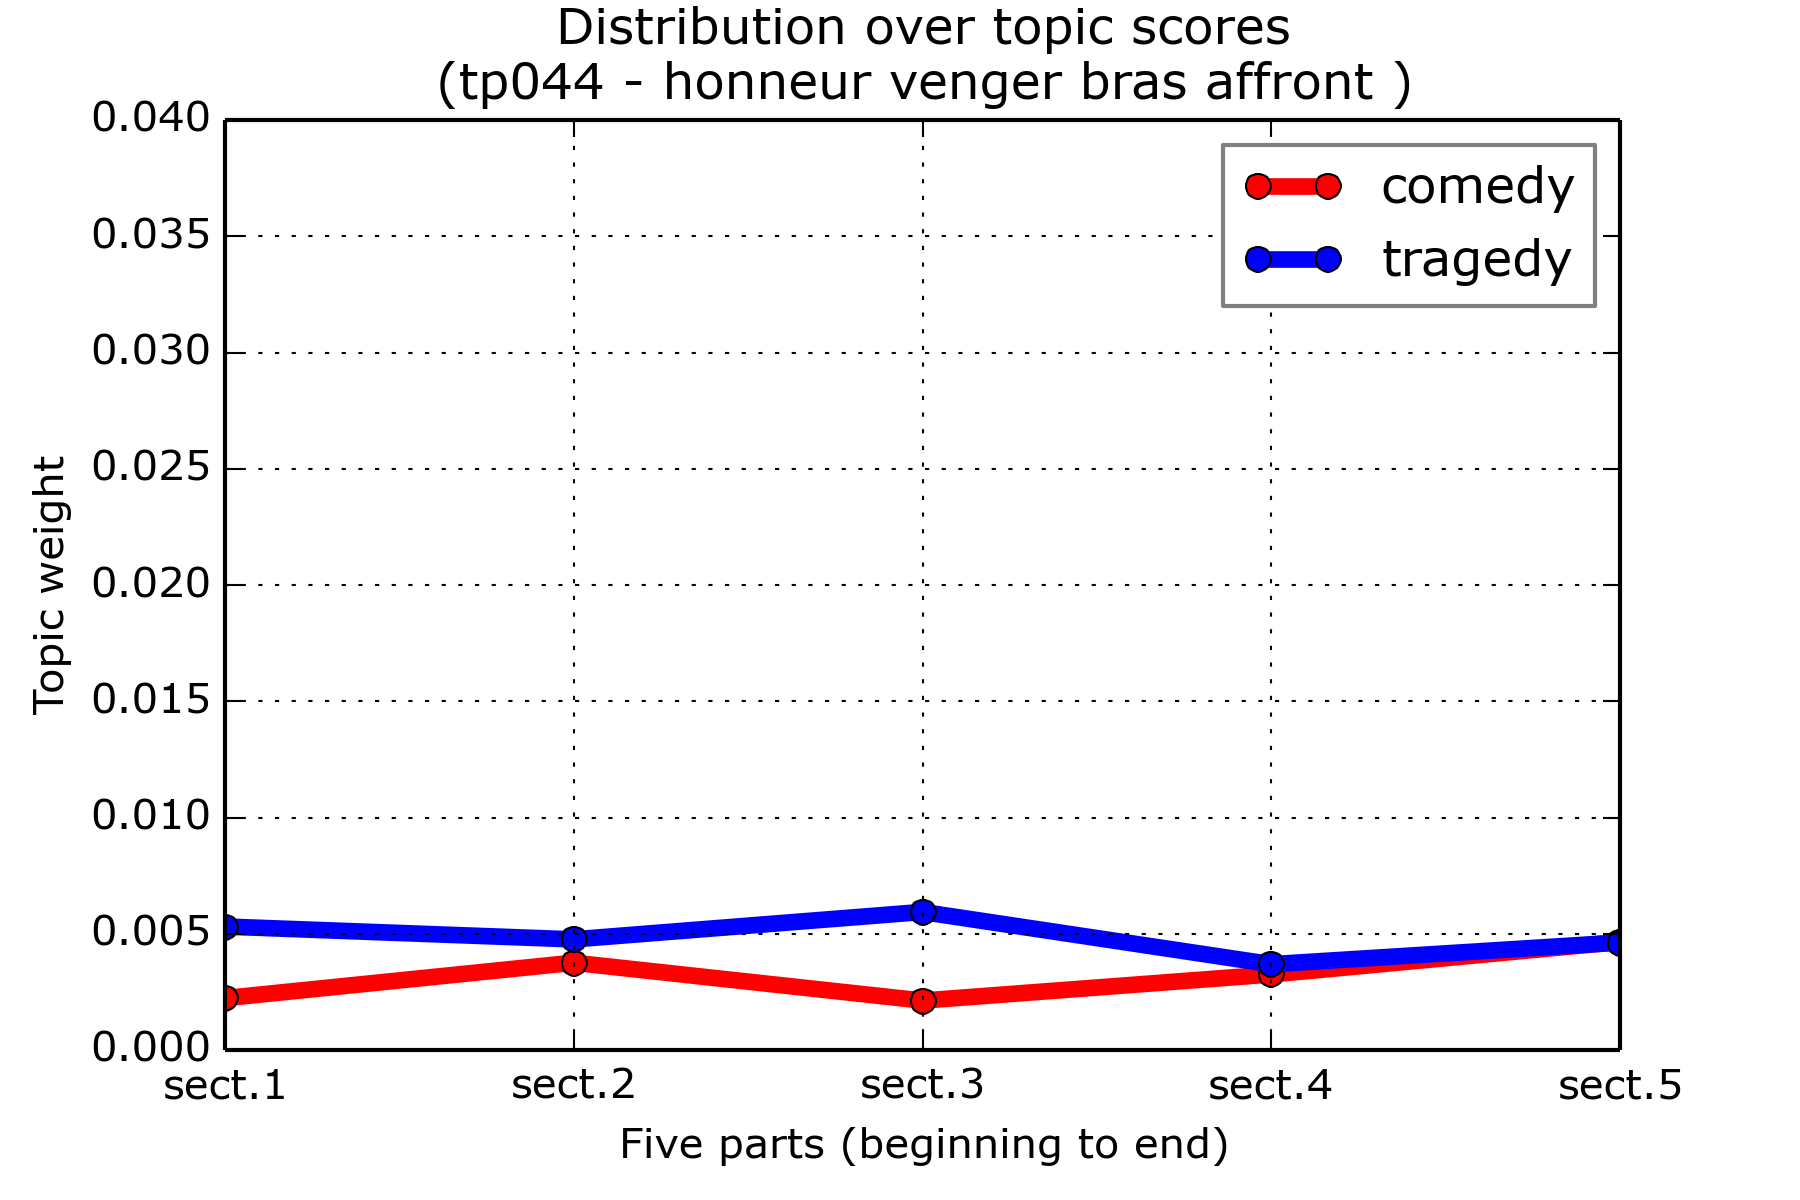 Distribution over topic scores
(tp044 - honneur venger bras affront )
comedy
tragedy
0.040
0.035
0.030
0.025
0.020
0.015
0.010
0.005
0.000
Topic weight
sect.1 sect.2 sect.3 sect.4 sect.5
Five parts (beginning to end)